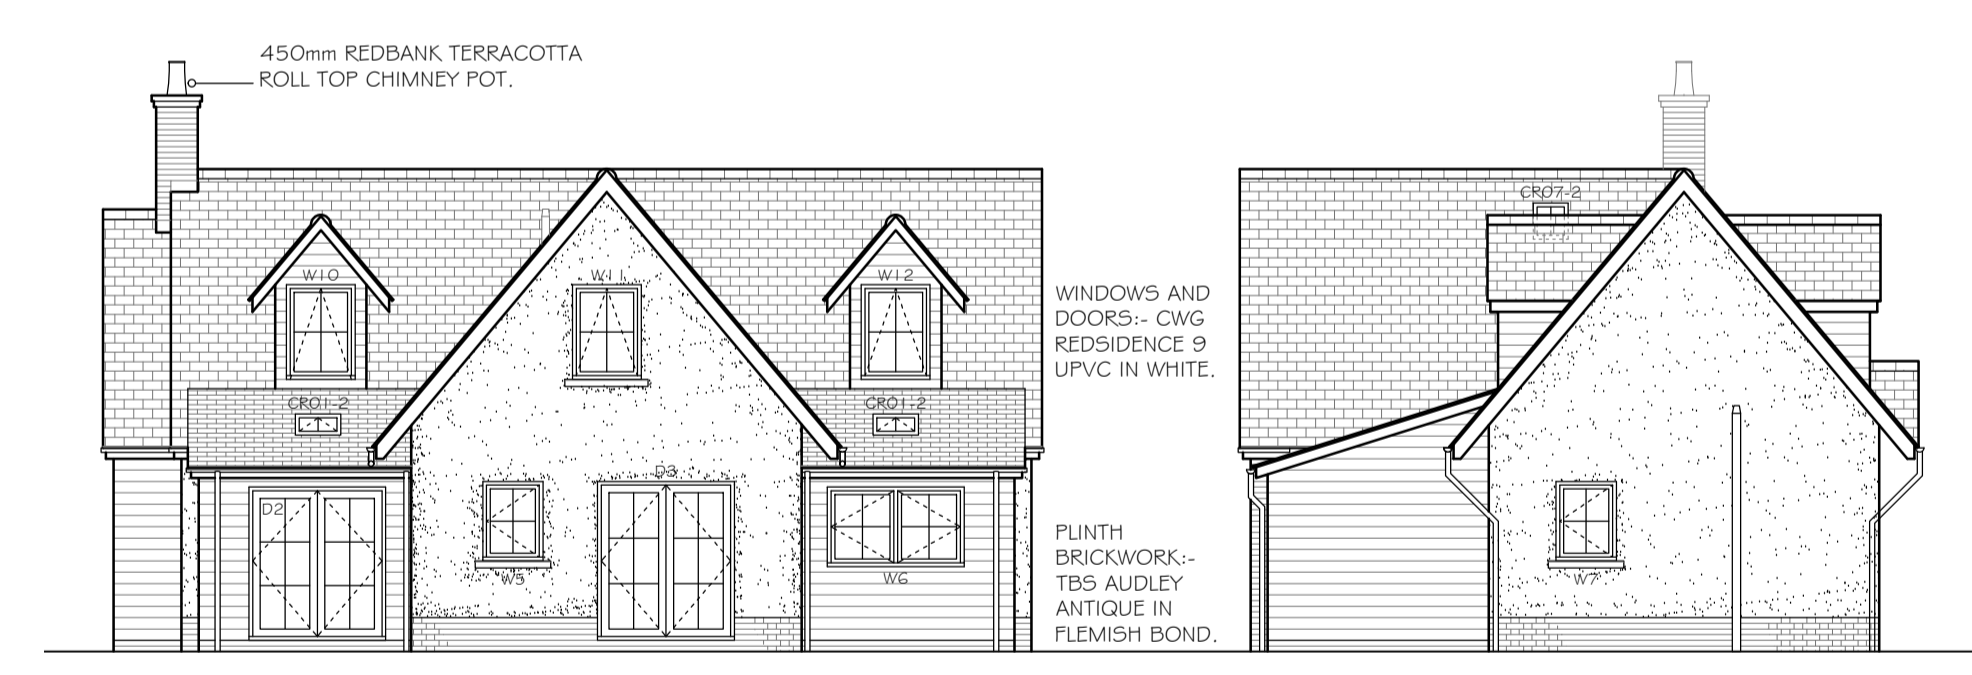 450mm REDBANK TERRACOTTA
ROLL TOP CHIMNEY POT.
CR07-2
W10
W11
W12
WINDOWS AND
DOORS:- CWG
REDSIDENCE 9
UPVC IN WHITE.
CR01-2
CR01-2
D3
D2
W5
W6
W7
PLINTH
BRICKWORK:-
TBS AUDLEY
ANTIQUE IN
FLEMISH BOND.